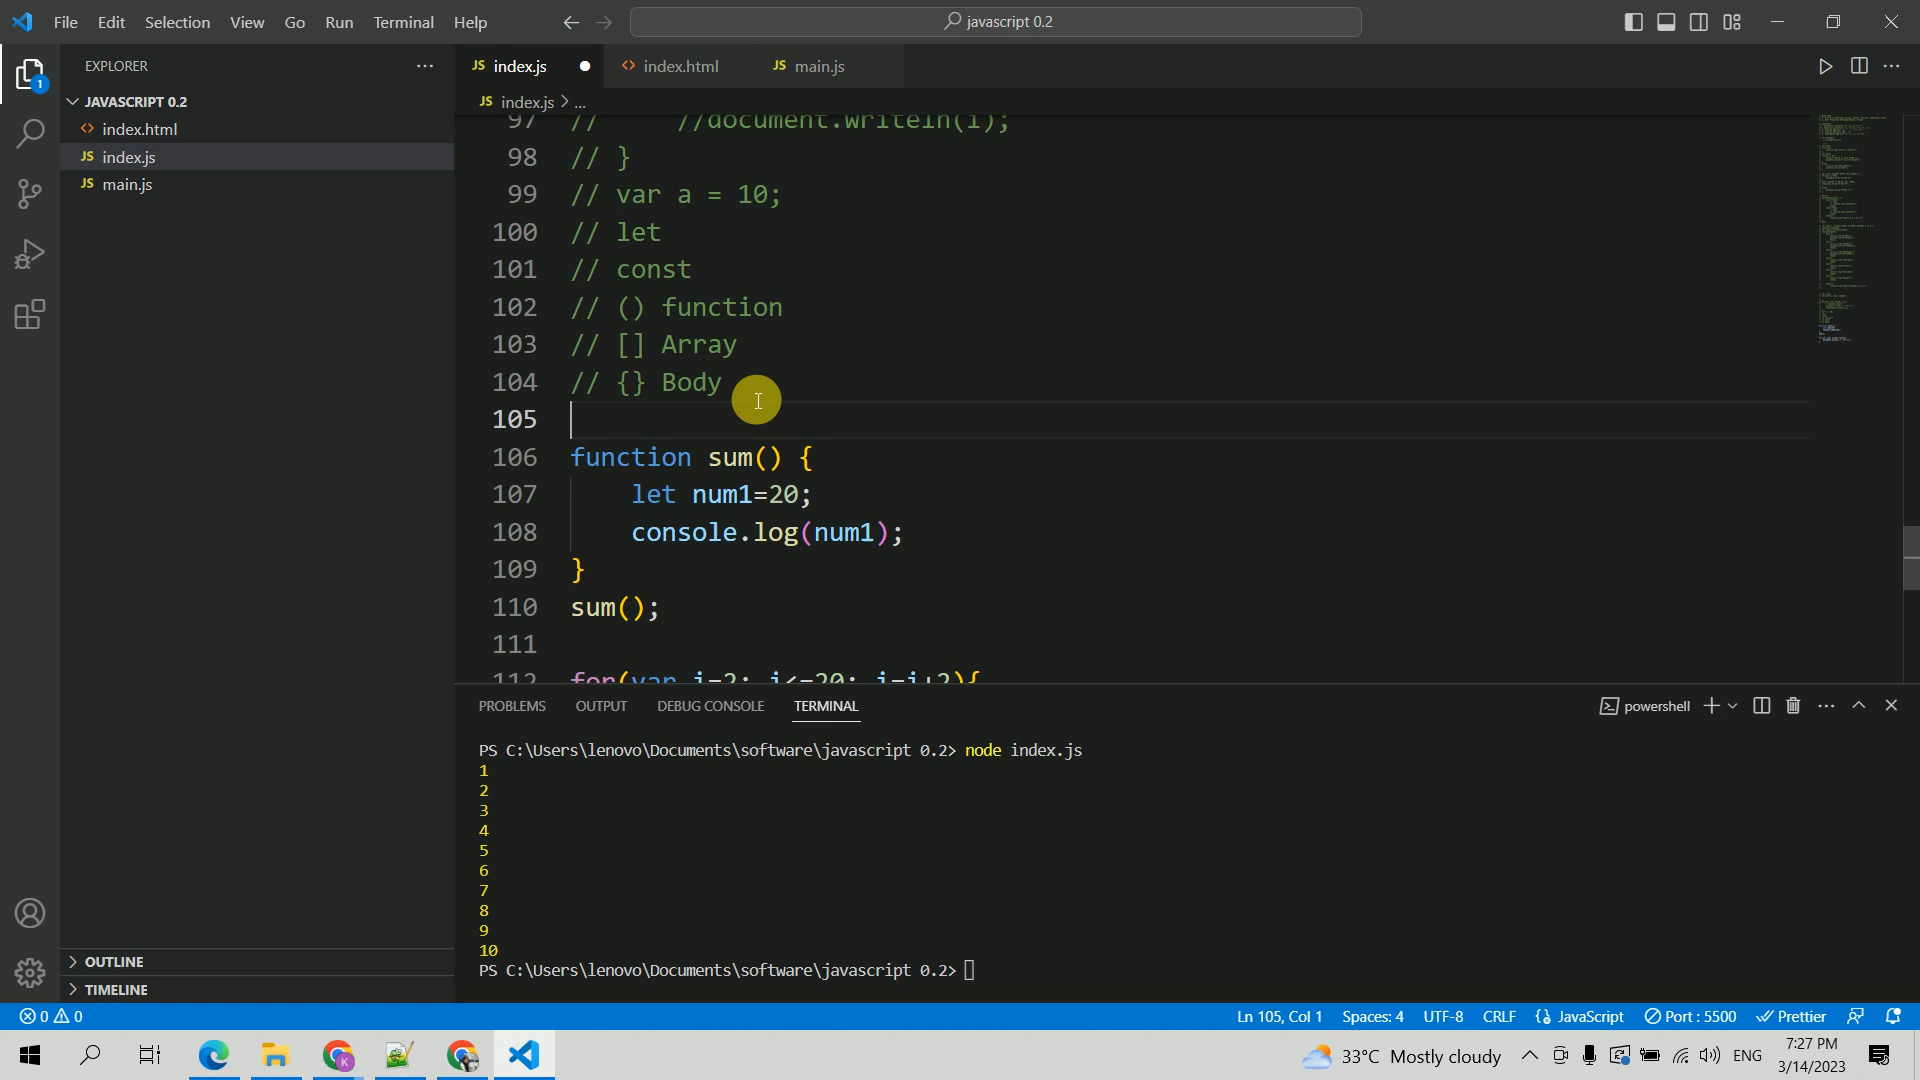 File Edit Selection View Go Run Terminal Help
javascript 0.2
EXPLORER
JS index.js
index.html
JS main.js
JAVASCRIPT 0.2
index.html
JS index.js
JS main.js
JS index.js > ...
97 // //document.writeln(i);
98 // }
99 // var a = 10;
100 // let
101 // const
102 // () function
103 // [] Array
104 // {} Body
105
106 function sum() {
107 let num1=20;
108 console.log(num1);
109 }
110 sum();
111
112 for(var i=2; i<=20; i=i+2){
PROBLEMS OUTPUT DEBUG CONSOLE TERMINAL
powershell
PS C:\Users\lenovo\Documents\software\javascript 0.2> node index.js
1
2
3
4
5
6
7
8
9
10
PS C:\Users\lenovo\Documents\software\javascript 0.2>
OUTLINE
TIMELINE
0 0
Ln 105, Col 1 Spaces: 4 UTF-8 CRLF {} JavaScript Port : 5500 Prettier
33°C Mostly cloudy
ENG
7:27 PM
3/14/2023